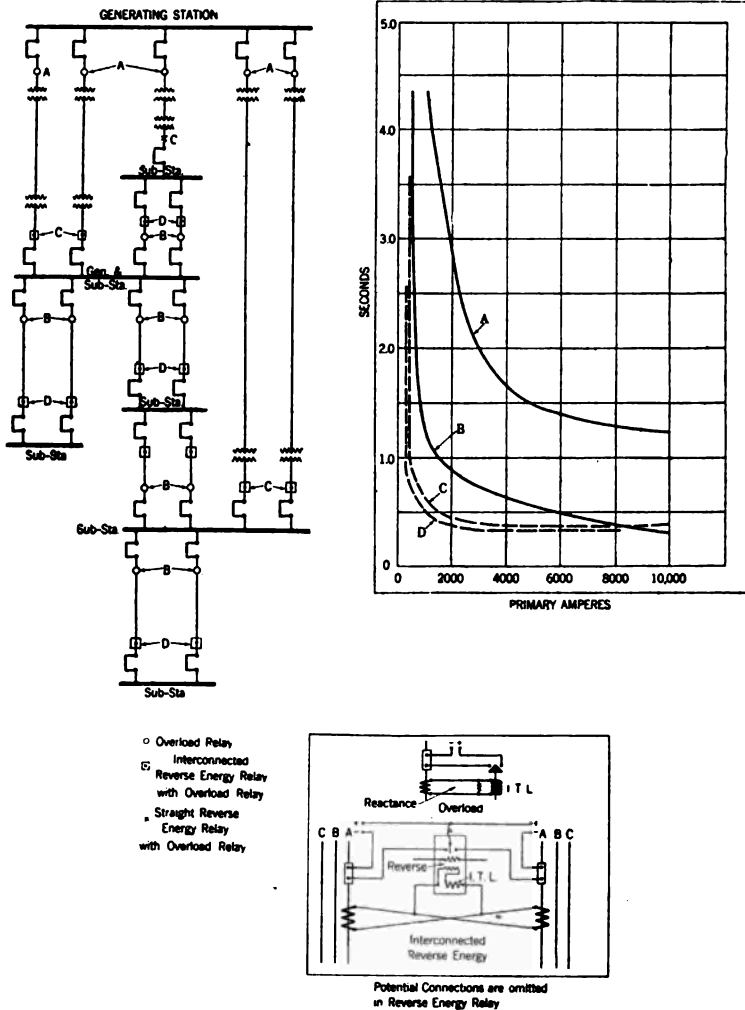 GENERATING STATION
A
A
A
C
Sub-Sta.
C
D
B
Gen. &
Sub-Sta.
B
B
D
D
Sub-Sta
Sub-Sta
B
C
Sub-Sta
B
D
Sub-Sta
5.0
4.0
3.0
2.0
1.0
0
SECONDS
A
B
C
D
0 2000 4000 6000 8000 10,000
PRIMARY AMPERES
Overload Relay
Interconnected
Reverse Energy Relay
with Overload Relay
Straight Reverse
Energy Relay
with Overload Relay
I T L
Reactance Overload
C B A A B C
Reverse
I. T. L.
Interconnected
Reverse Energy
Potential Connections are omitted
in Reverse Energy Relay